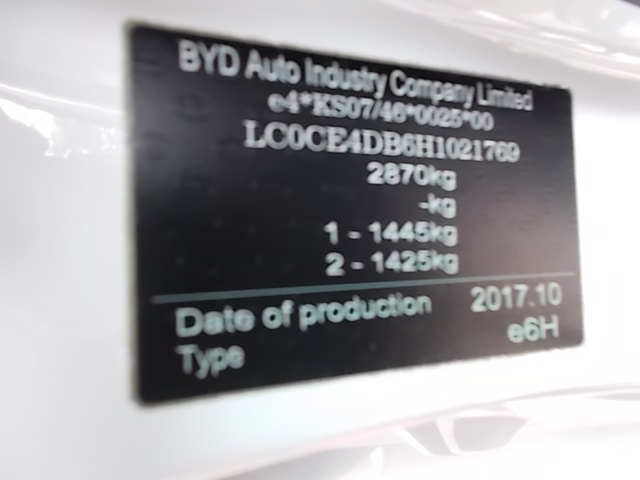 BYD Auto Industry Company Limited
e4*KS07/46*0025*00
LC0CE4DB6H1021769
2870kg
-kg
1 - 1445kg
2 - 1425kg
Date of production 2017.10
Type e6H